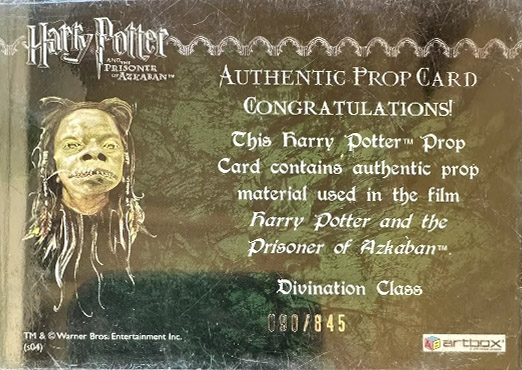 Harry Potter
AND THE
PRISONER
OF AZKABAN™
AUTHENTIC PROP CARD
CONGRATULATIONS!
This Harry Potter™ Prop
Card contains authentic prop
material used in the film
Harry Potter and the
Prisoner of Azkaban™.
Divination Class
090/845
TM & © Warner Bros. Entertainment Inc.
(s04)
artbox